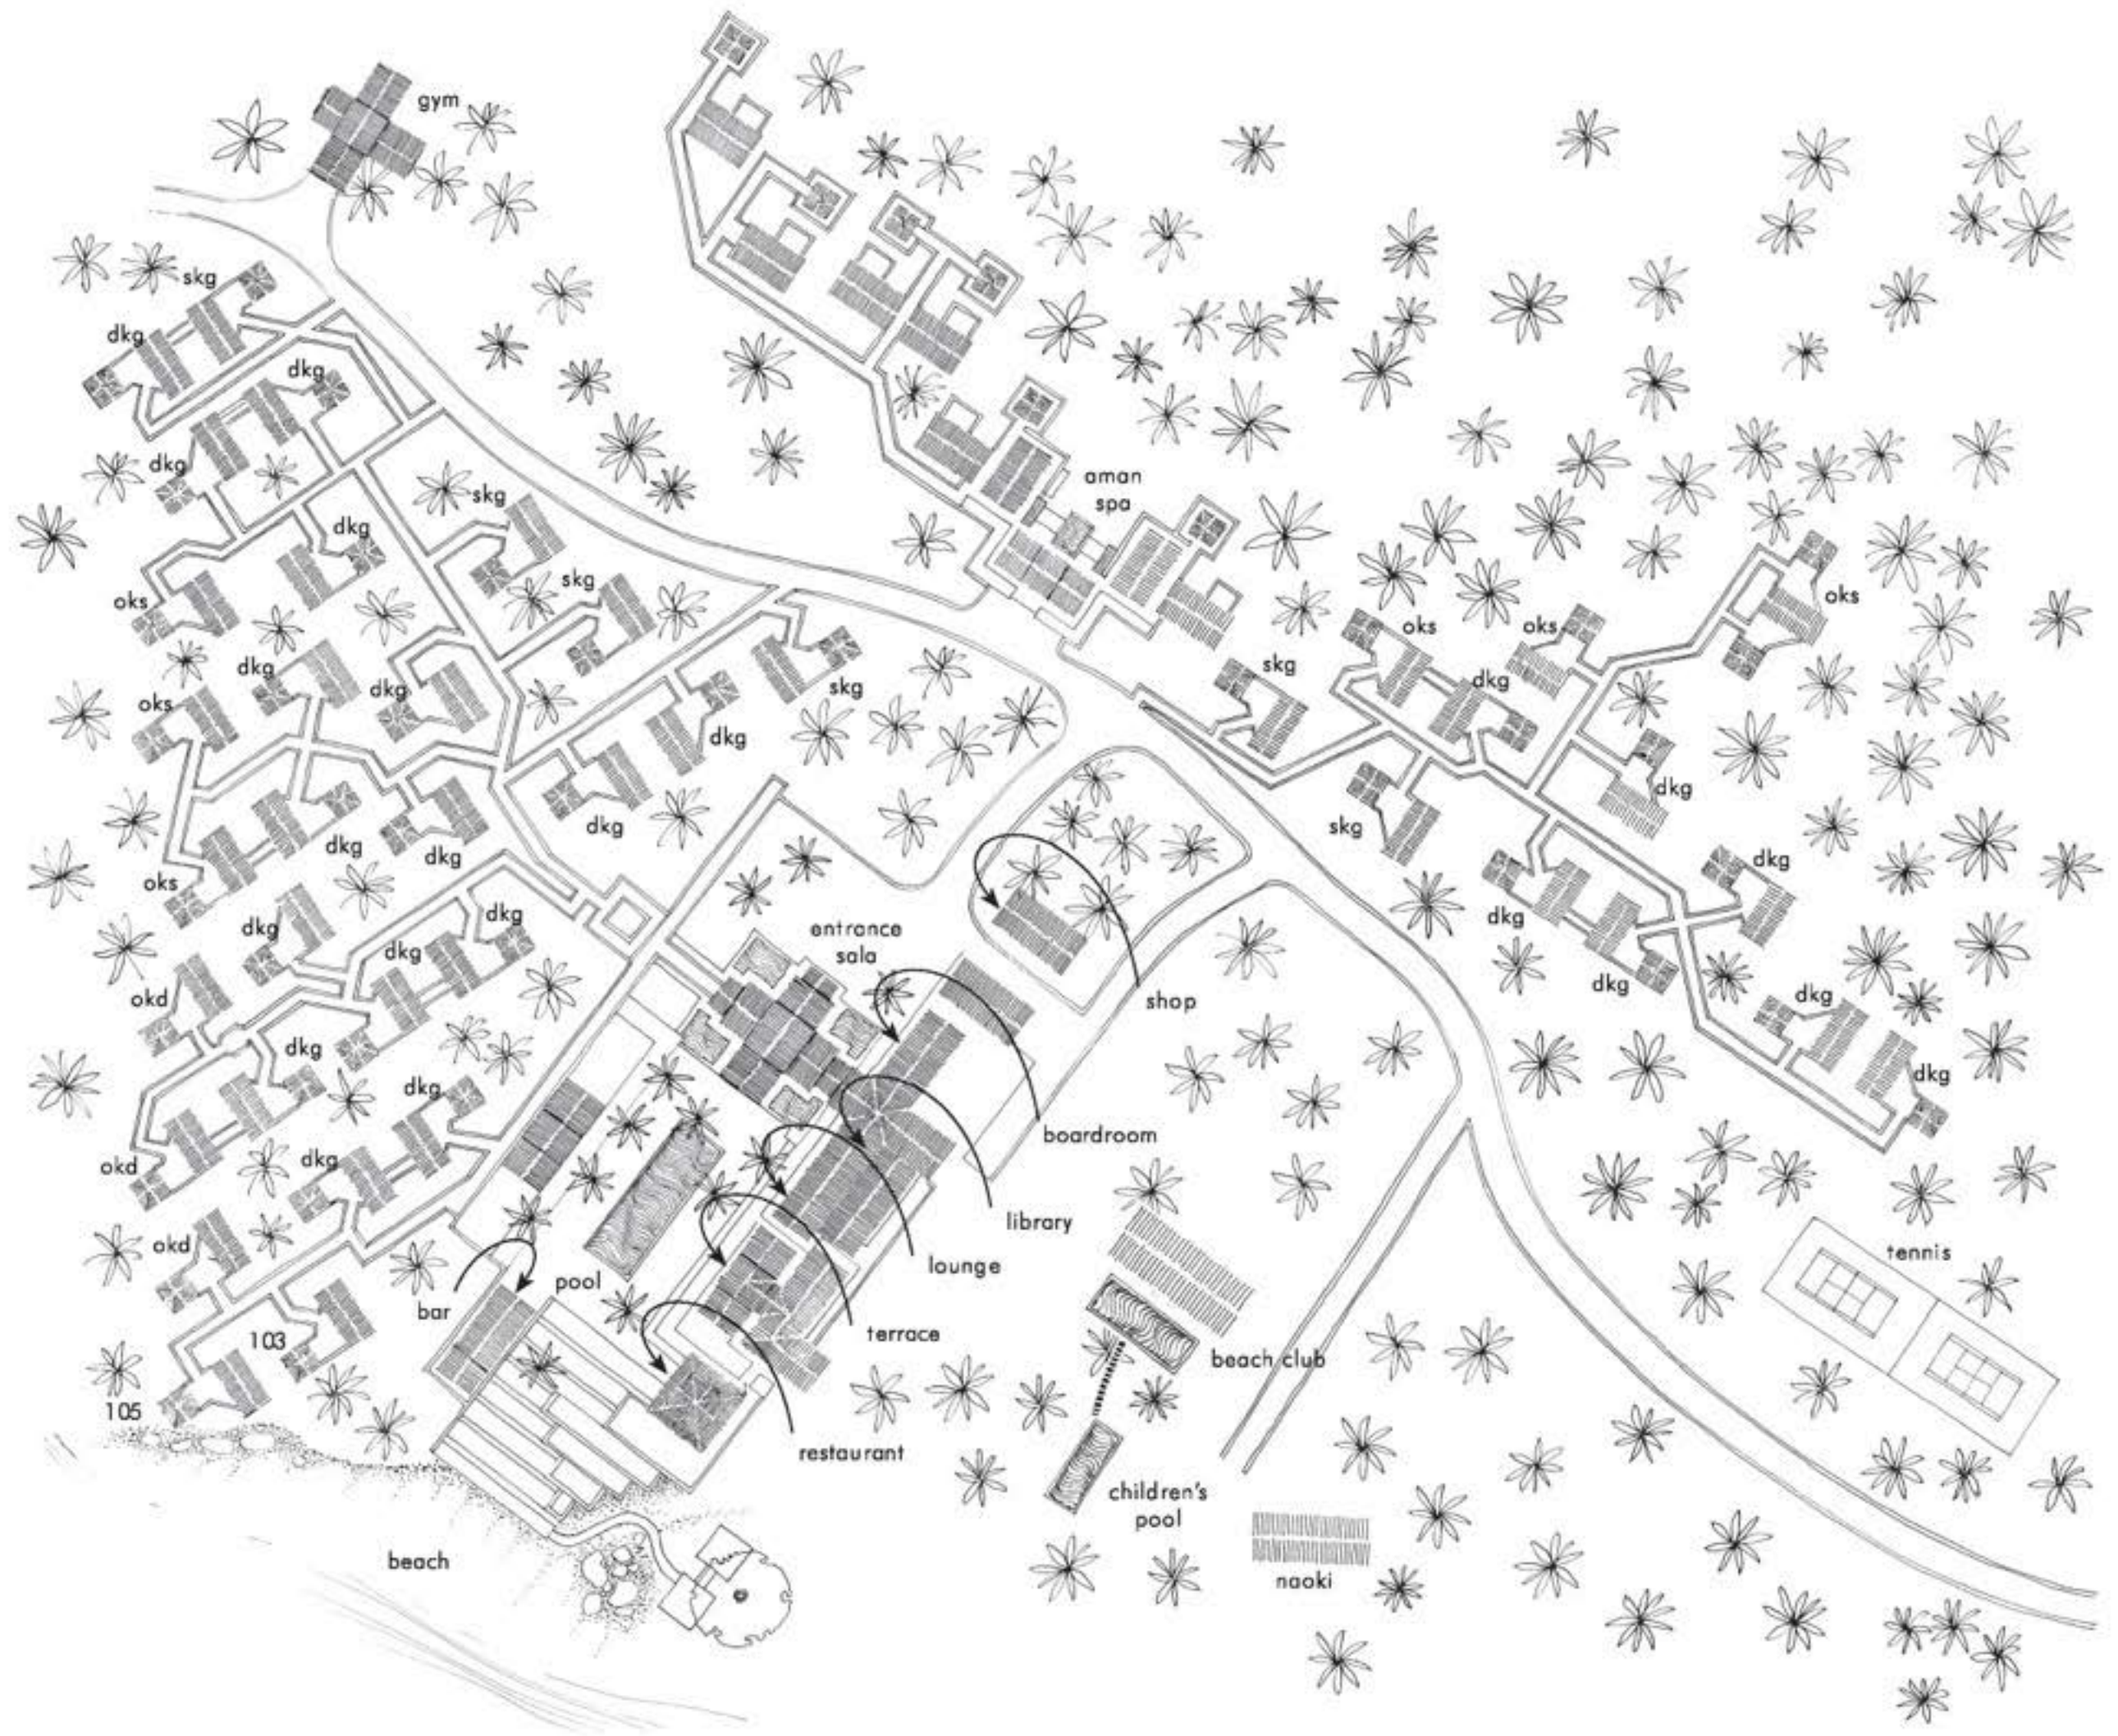 gym
skg
dkg
dkg
dkg
skg
aman
spa
dkg
skg
oks
oks
oks
oks
dkg
dkg
skg
skg
dkg
oks
dkg
dkg
skg
dkg
dkg
dkg
dkg
dkg
oks
dkg
dkg
dkg
dkg
entrance
sala
dkg
dkg
okd
shop
dkg
dkg
dkg
dkg
boardroom
okd
dkg
library
okd
lounge
tennis
pool
bar
terrace
103
beach club
105
restaurant
children's
pool
beach
naoki